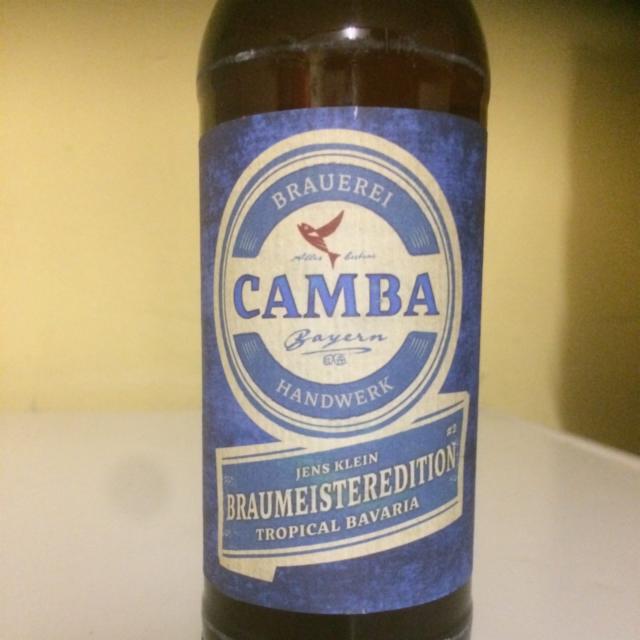 BRAUEREI
CAMBA
Bayern
HANDWERK
JENS KLEIN
BRAUMEISTEREDITION
TROPICAL BAVARIA